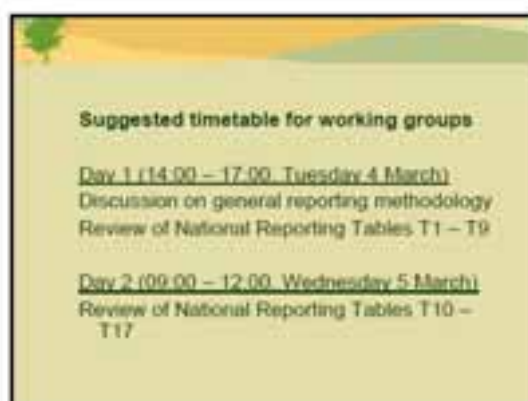 Suggested timetable for working groups
Day 1 (14:00 – 17:00, Tuesday 4 March)
Discussion on general reporting methodology
Review of National Reporting Tables T1 – T9
Day 2 (09:00 – 12:00, Wednesday 5 March)
Review of National Reporting Tables T10 –
T17